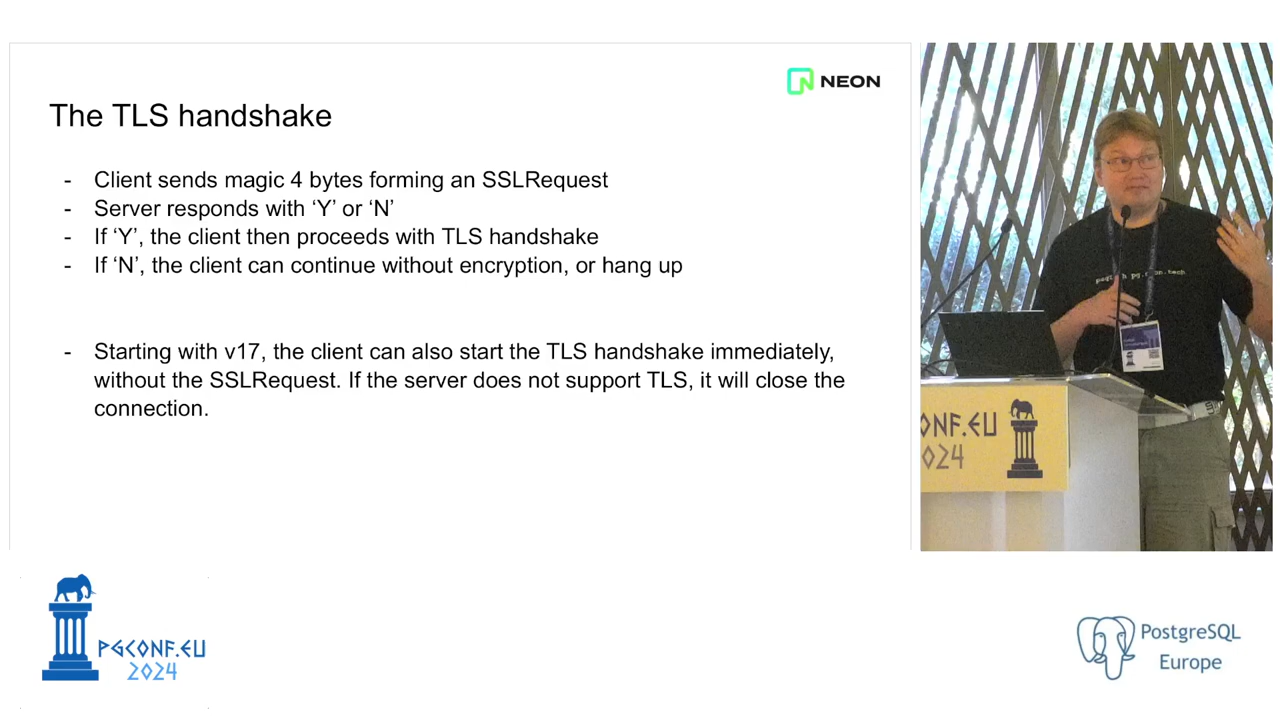 NEON
The TLS handshake
- Client sends magic 4 bytes forming an SSLRequest
- Server responds with ‘Y’ or ‘N’
- If ‘Y’, the client then proceeds with TLS handshake
- If ‘N’, the client can continue without encryption, or hang up
- Starting with v17, the client can also start the TLS handshake immediately,
without the SSLRequest. If the server does not support TLS, it will close the
connection.
ONF.EU
2024
PGCONF.EU
2024
PostgreSQL
Europe